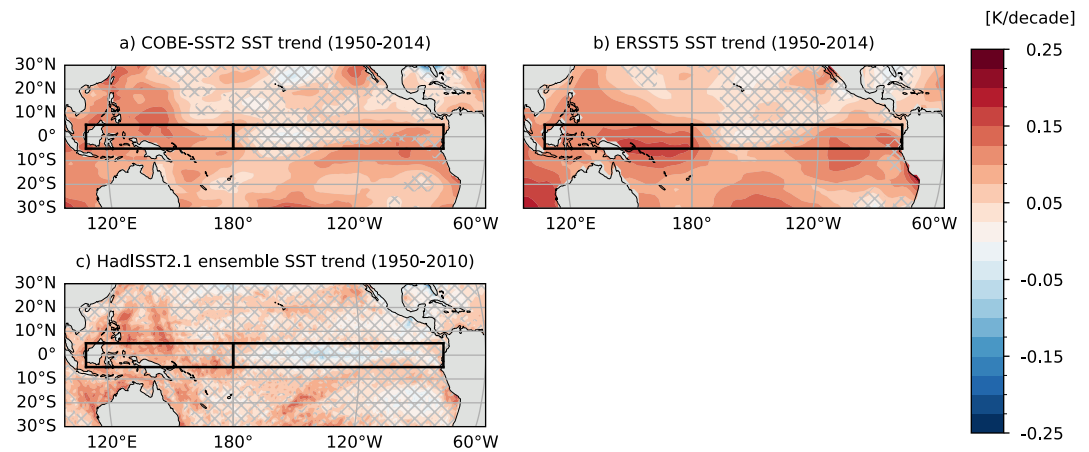 [K/decade]
a) COBE-SST2 SST trend (1950-2014)
b) ERSST5 SST trend (1950-2014)
30°N
20°N
10°N
0°
10°S
20°S
30°S
120°E 180° 120°W 60°W
120°E 180° 120°W 60°W
c) HadISST2.1 ensemble SST trend (1950-2010)
30°N
20°N
10°N
0°
10°S
20°S
30°S
120°E 180° 120°W 60°W
0.25
0.15
0.05
-0.05
-0.15
-0.25